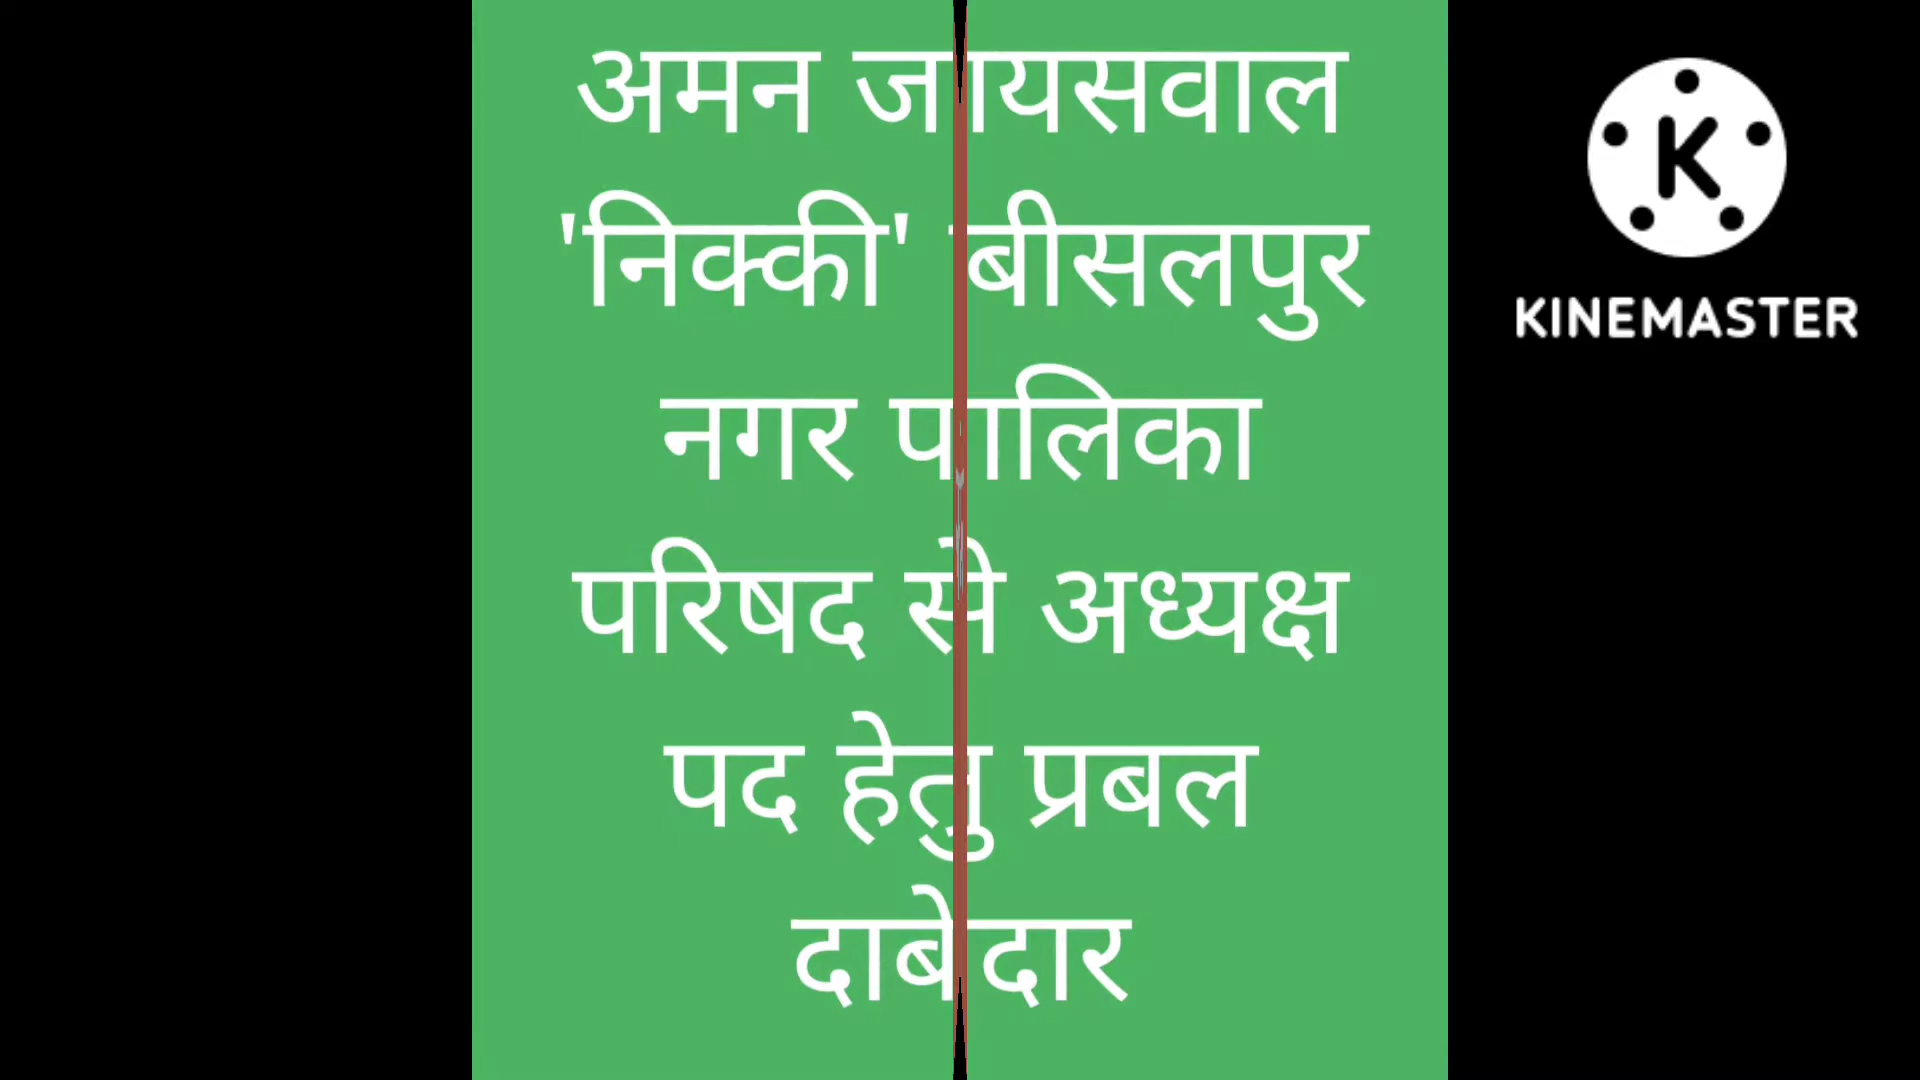 अमन जायसवाल
'निक्की' बीसलपुर
नगर पालिका
परिषद से अध्यक्ष
पद हेतु प्रबल
दाबेदार
K
KINEMASTER